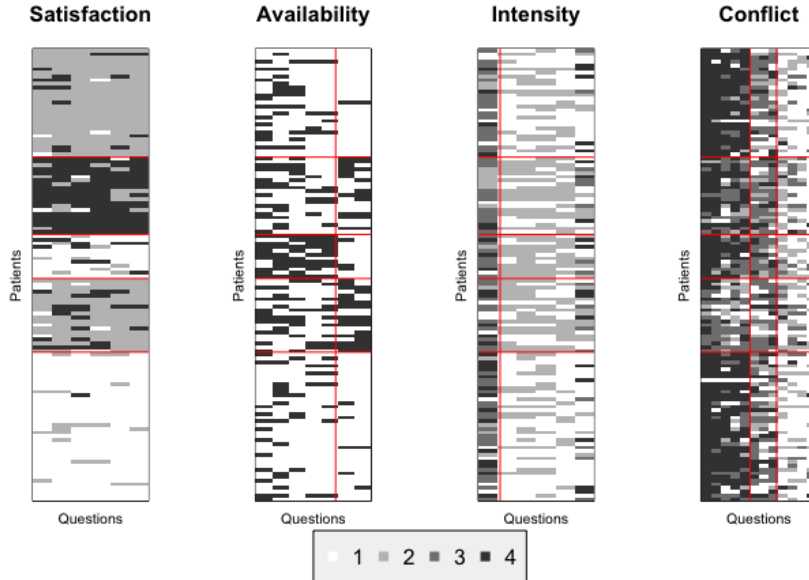 Satisfaction
Availability
Intensity
Conflict
Patients
Patients
Patients
Patients
Questions
Questions
Questions
Questions
1 2 3 4